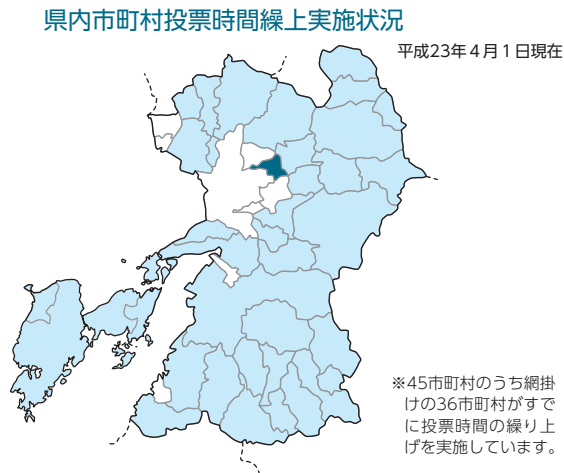 県内市町村投票時間繰上実施状況
平成23年4月1日現在
※45市町村のうち網掛
けの36市町村がすで
に投票時間の繰り上
げを実施しています。